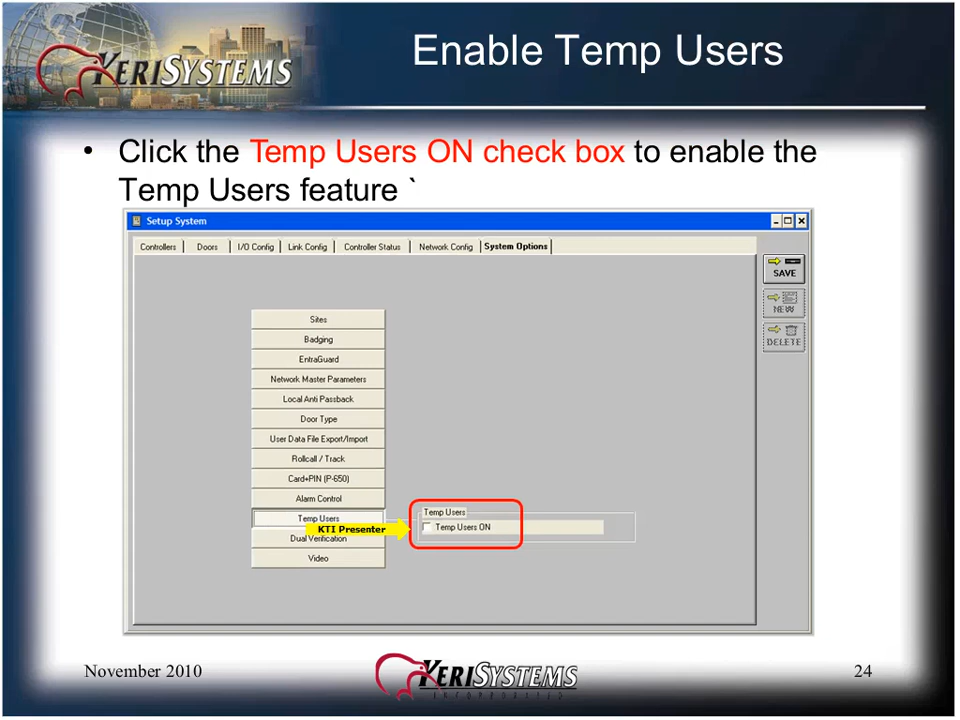 KERISYSTEMS
Enable Temp Users
• Click the Temp Users ON check box to enable the
Temp Users feature `
Setup System
Controllers
Doors
I/O Config
Link Config
Controller Status
Network Config
System Options
SAVE
NEW
DELETE
Sites
Badging
EntraGuard
Network Master Parameters
Local Anti Passback
Door Type
User Data File Export/Import
Rollcall / Track
Card+PIN (P-650)
Alarm Control
Temp Users
KTI Presenter
Temp Users
Temp Users ON
Dual Verification
Video
November 2010
KERISYSTEMS
INCORPORATED
24